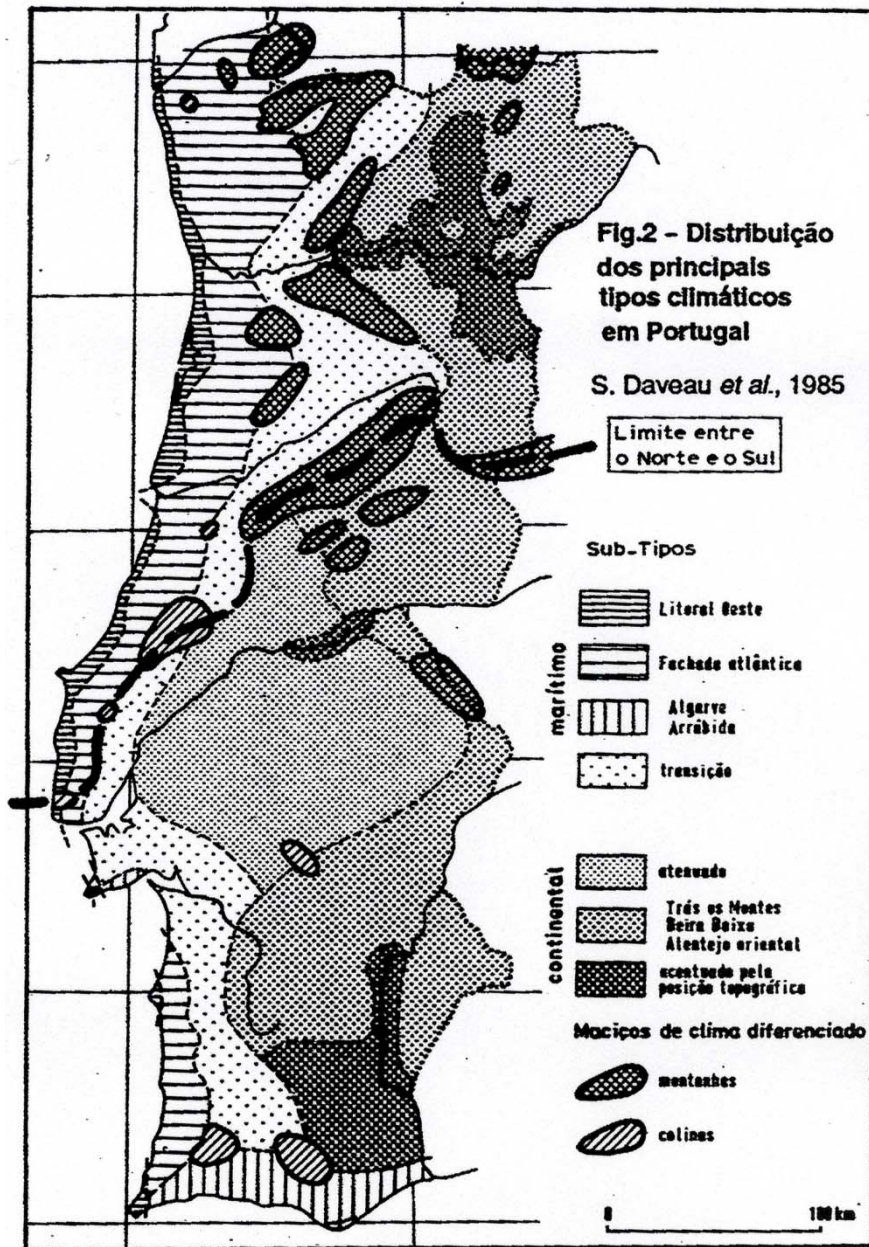 Fig.2 – Distribuição
dos principais
tipos climáticos
em Portugal
S. Daveau et al., 1985
Limite entre
o Norte e o Sul
Sub-Tipos
marítimo
Litoral Oeste
Fachada atlântica
Algarve
Arrábida
transição
continental
atenuado
Trás os Montes
Beira Baixa
Alentejo oriental
acentuado pela
posição topográfica
Maciços de clima diferenciado
montanhas
colinas
0 100 km